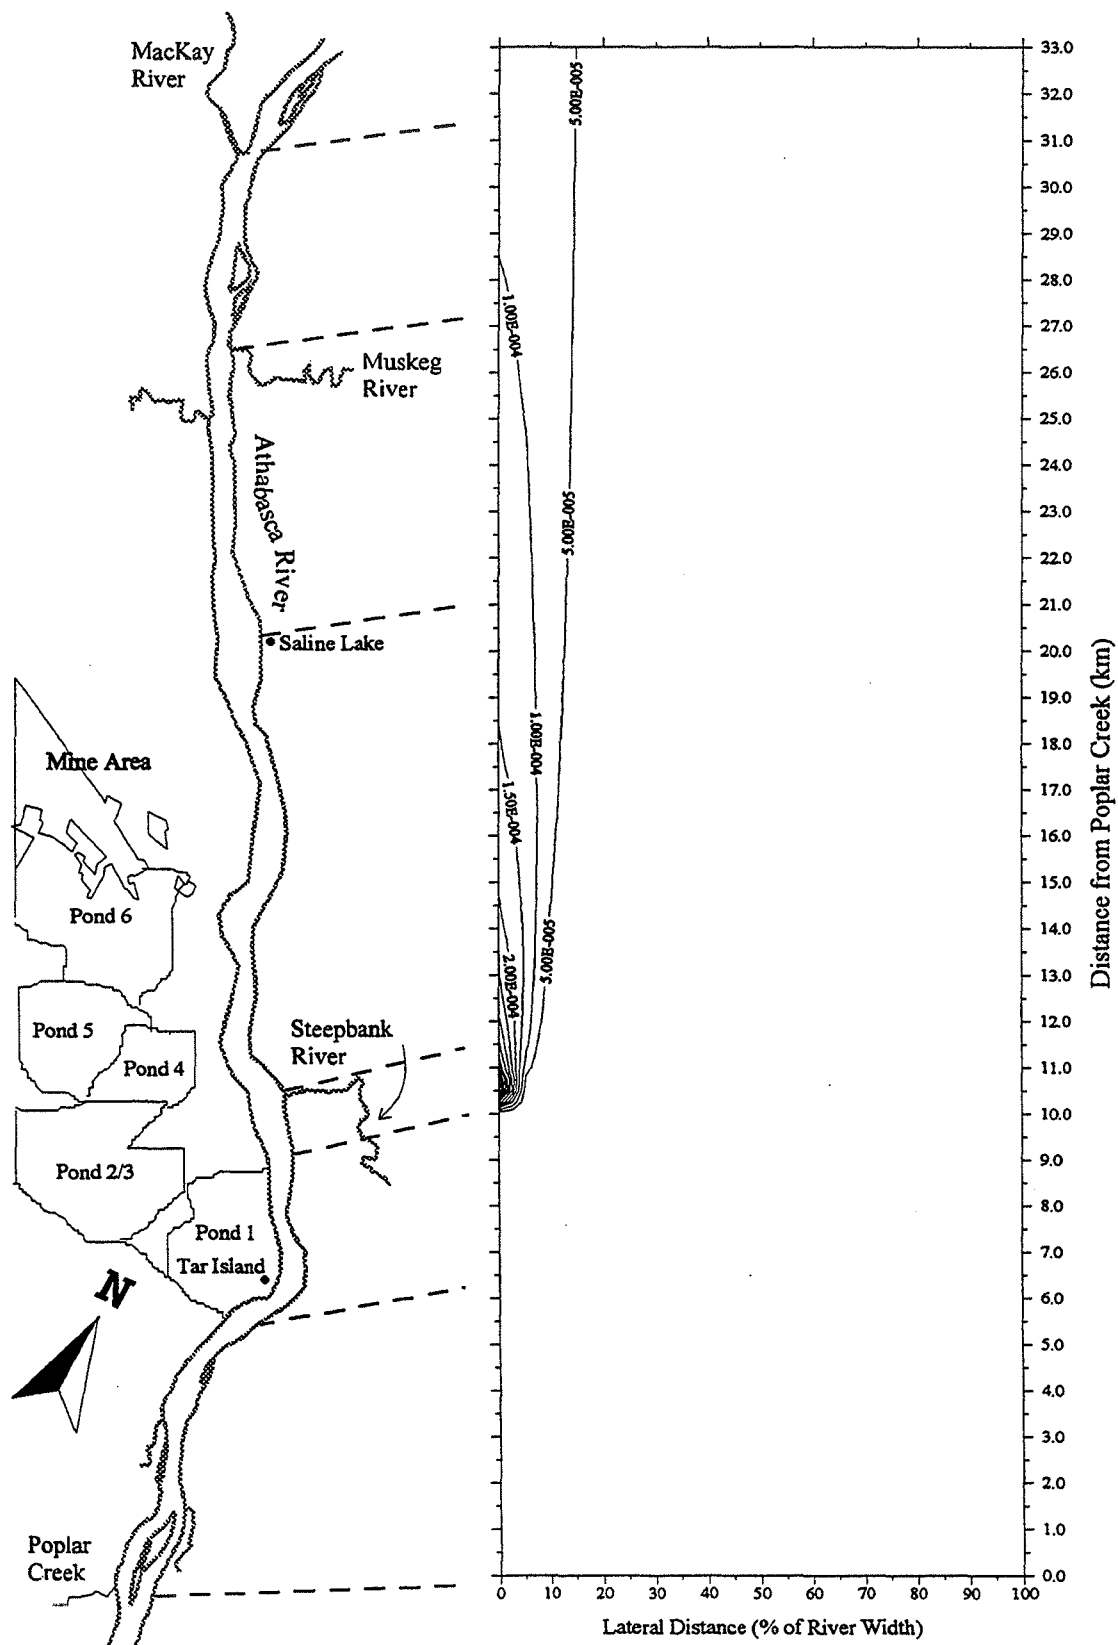 MacKay
River
Muskeg
River
Athabasca River
Saline Lake
Mine Area
Pond 6
Pond 5
Pond 4
Steepbank
River
Pond 2/3
Pond 1
Tar Island
N
Poplar
Creek
5.00E-005
1.00E-004
5.00E-005
1.00E-004
1.50E-004
5.00E-005
2.00E-004
33.0
32.0
31.0
30.0
29.0
28.0
27.0
26.0
25.0
24.0
23.0
22.0
21.0
20.0
19.0
18.0
17.0
16.0
15.0
14.0
13.0
12.0
11.0
10.0
9.0
8.0
7.0
6.0
5.0
4.0
3.0
2.0
1.0
0.0
Distance from Poplar Creek (km)
0 10 20 30 40 50 60 70 80 90 100
Lateral Distance (% of River Width)